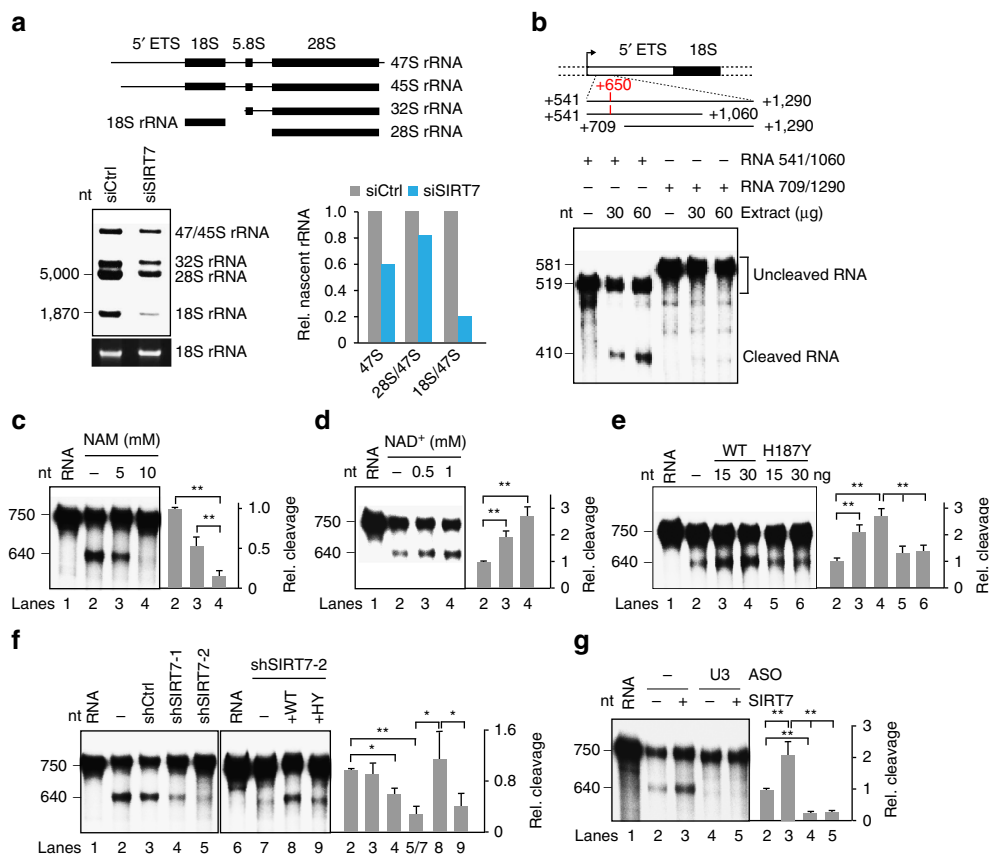 a
5′ ETS 18S 5.8S 28S
47S rRNA
45S rRNA
32S rRNA
18S rRNA
28S rRNA
nt siCtrl siSIRT7
47/45S rRNA
32S rRNA
5,000
28S rRNA
1,870
18S rRNA
18S rRNA
siCtrl siSIRT7
Rel. nascent rRNA
1.0
0.8
0.6
0.4
0.2
0
47S 28S/47S 18S/47S
b
5′ ETS 18S
+650
+541 +1,290
+541 +1,060
+709 +1,290
+ + + – – – RNA 541/1060
– – – + + + RNA 709/1290
nt – 30 60 – 30 60 Extract (μg)
581
519
Uncleaved RNA
410
Cleaved RNA
c
NAM (mM)
nt RNA – 5 10
750
640
** **
1.0
0.5
0
Rel. cleavage
Lanes 1 2 3 4 2 3 4
d
NAD+ (mM)
nt RNA – 0.5 1
750
640
** **
3
2
1
0
Rel. cleavage
Lanes 1 2 3 4 2 3 4
e
WT H187Y
nt RNA – 15 30 15 30 ng
750
640
** ** **
3
2
1
0
Rel. cleavage
Lanes 1 2 3 4 5 6 2 3 4 5 6
f
shSIRT7-2
nt RNA – shCtrl shSIRT7-1 shSIRT7-2 RNA – +WT +HY
750
640
** * * *
1.6
0.8
0
Rel. cleavage
Lanes 1 2 3 4 5 6 7 8 9 2 3 4 5/7 8 9
g
– U3 ASO
nt RNA – + – + SIRT7
750
640
** ** **
3
2
1
0
Rel. cleavage
Lanes 1 2 3 4 5 2 3 4 5